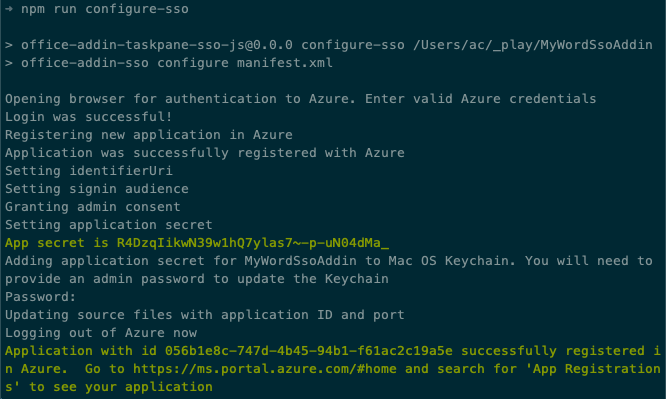 → npm run configure-sso
> office-addin-taskpane-sso-js@0.0.0 configure-sso /Users/ac/_play/MyWordSsoAddin
> office-addin-sso configure manifest.xml
Opening browser for authentication to Azure. Enter valid Azure credentials
Login was successful!
Registering new application in Azure
Application was successfully registered with Azure
Setting identifierUri
Setting signin audience
Granting admin consent
Setting application secret
App secret is R4DzqIikwN39w1hQ7ylas7~-p-uN04dMa_
Adding application secret for MyWordSsoAddin to Mac OS Keychain. You will need to
provide an admin password to update the Keychain
Password:
Updating source files with application ID and port
Logging out of Azure now
Application with id 056b1e8c-747d-4b45-94b1-f61ac2c19a5e successfully registered i
n Azure.  Go to https://ms.portal.azure.com/#home and search for 'App Registration
s' to see your application